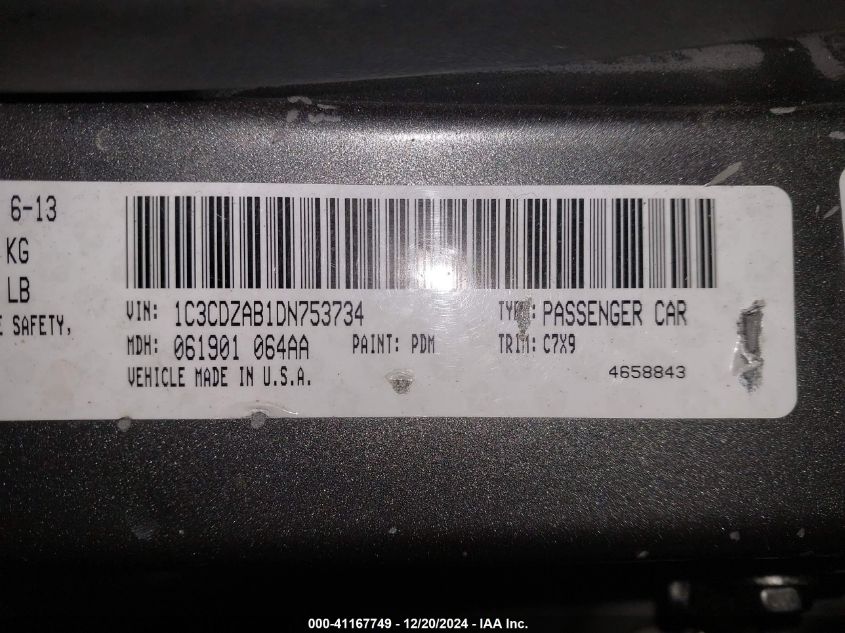 6-13
KG
LB
E SAFETY,
VIN: 1C3CDZAB1DN753734 TYPE: PASSENGER CAR
MDH: 061901 064AA PAINT: PDM TRIM: C7X9
VEHICLE MADE IN U.S.A. 4658843
000-41167749 - 12/20/2024 - IAA Inc.